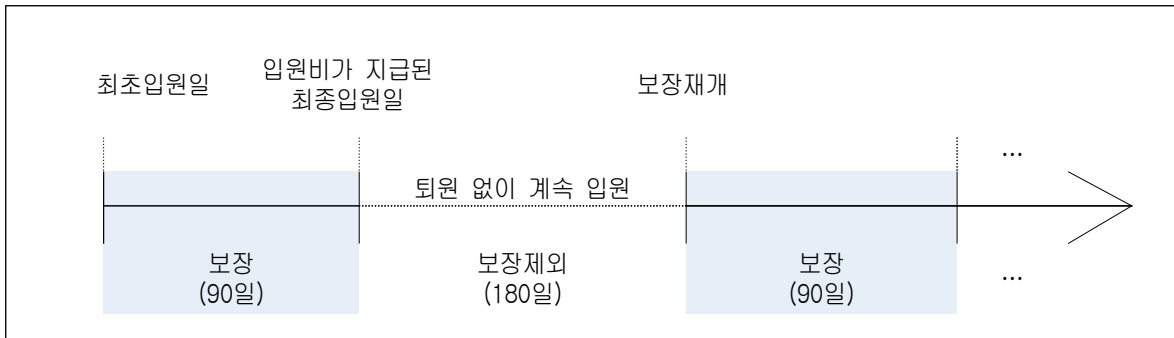 최초입원일
입원비가 지급된
최종입원일
보장재개
...
퇴원 없이 계속 입원
보장
(90일)
보장제외
(180일)
보장
(90일)
...